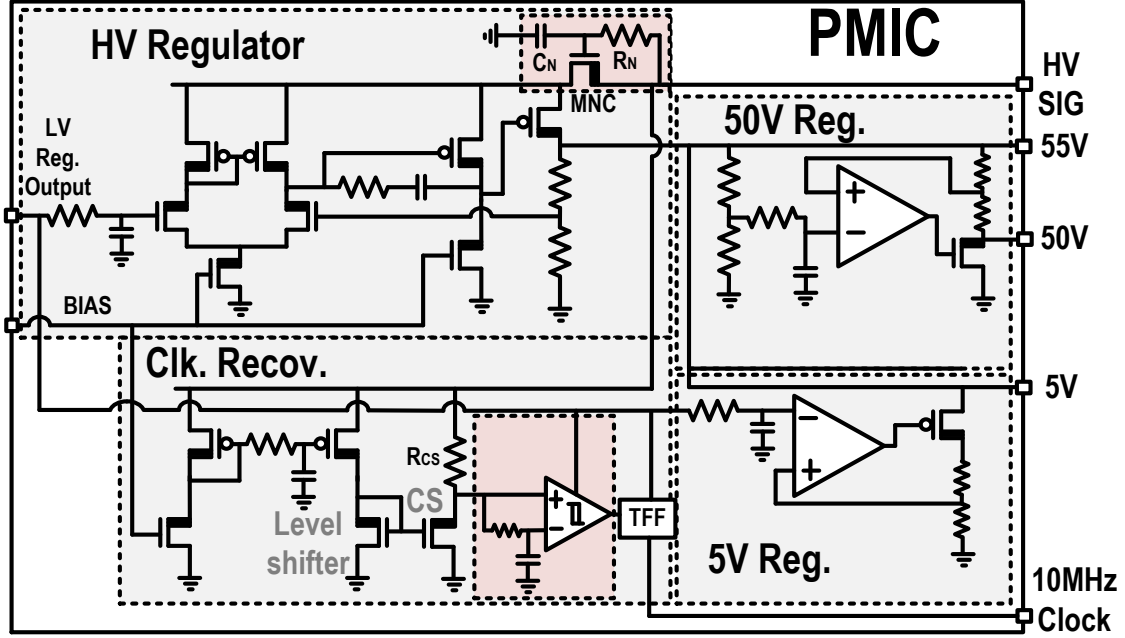 HV Regulator
PMIC
CN
RN
MNC
HV
SIG
50V Reg.
55V
LV
Reg.
Output
+
−
50V
BIAS
Clk. Recov.
5V
RCS
−
+
CS
+
−
TFF
Level
shifter
5V Reg.
10MHz
Clock